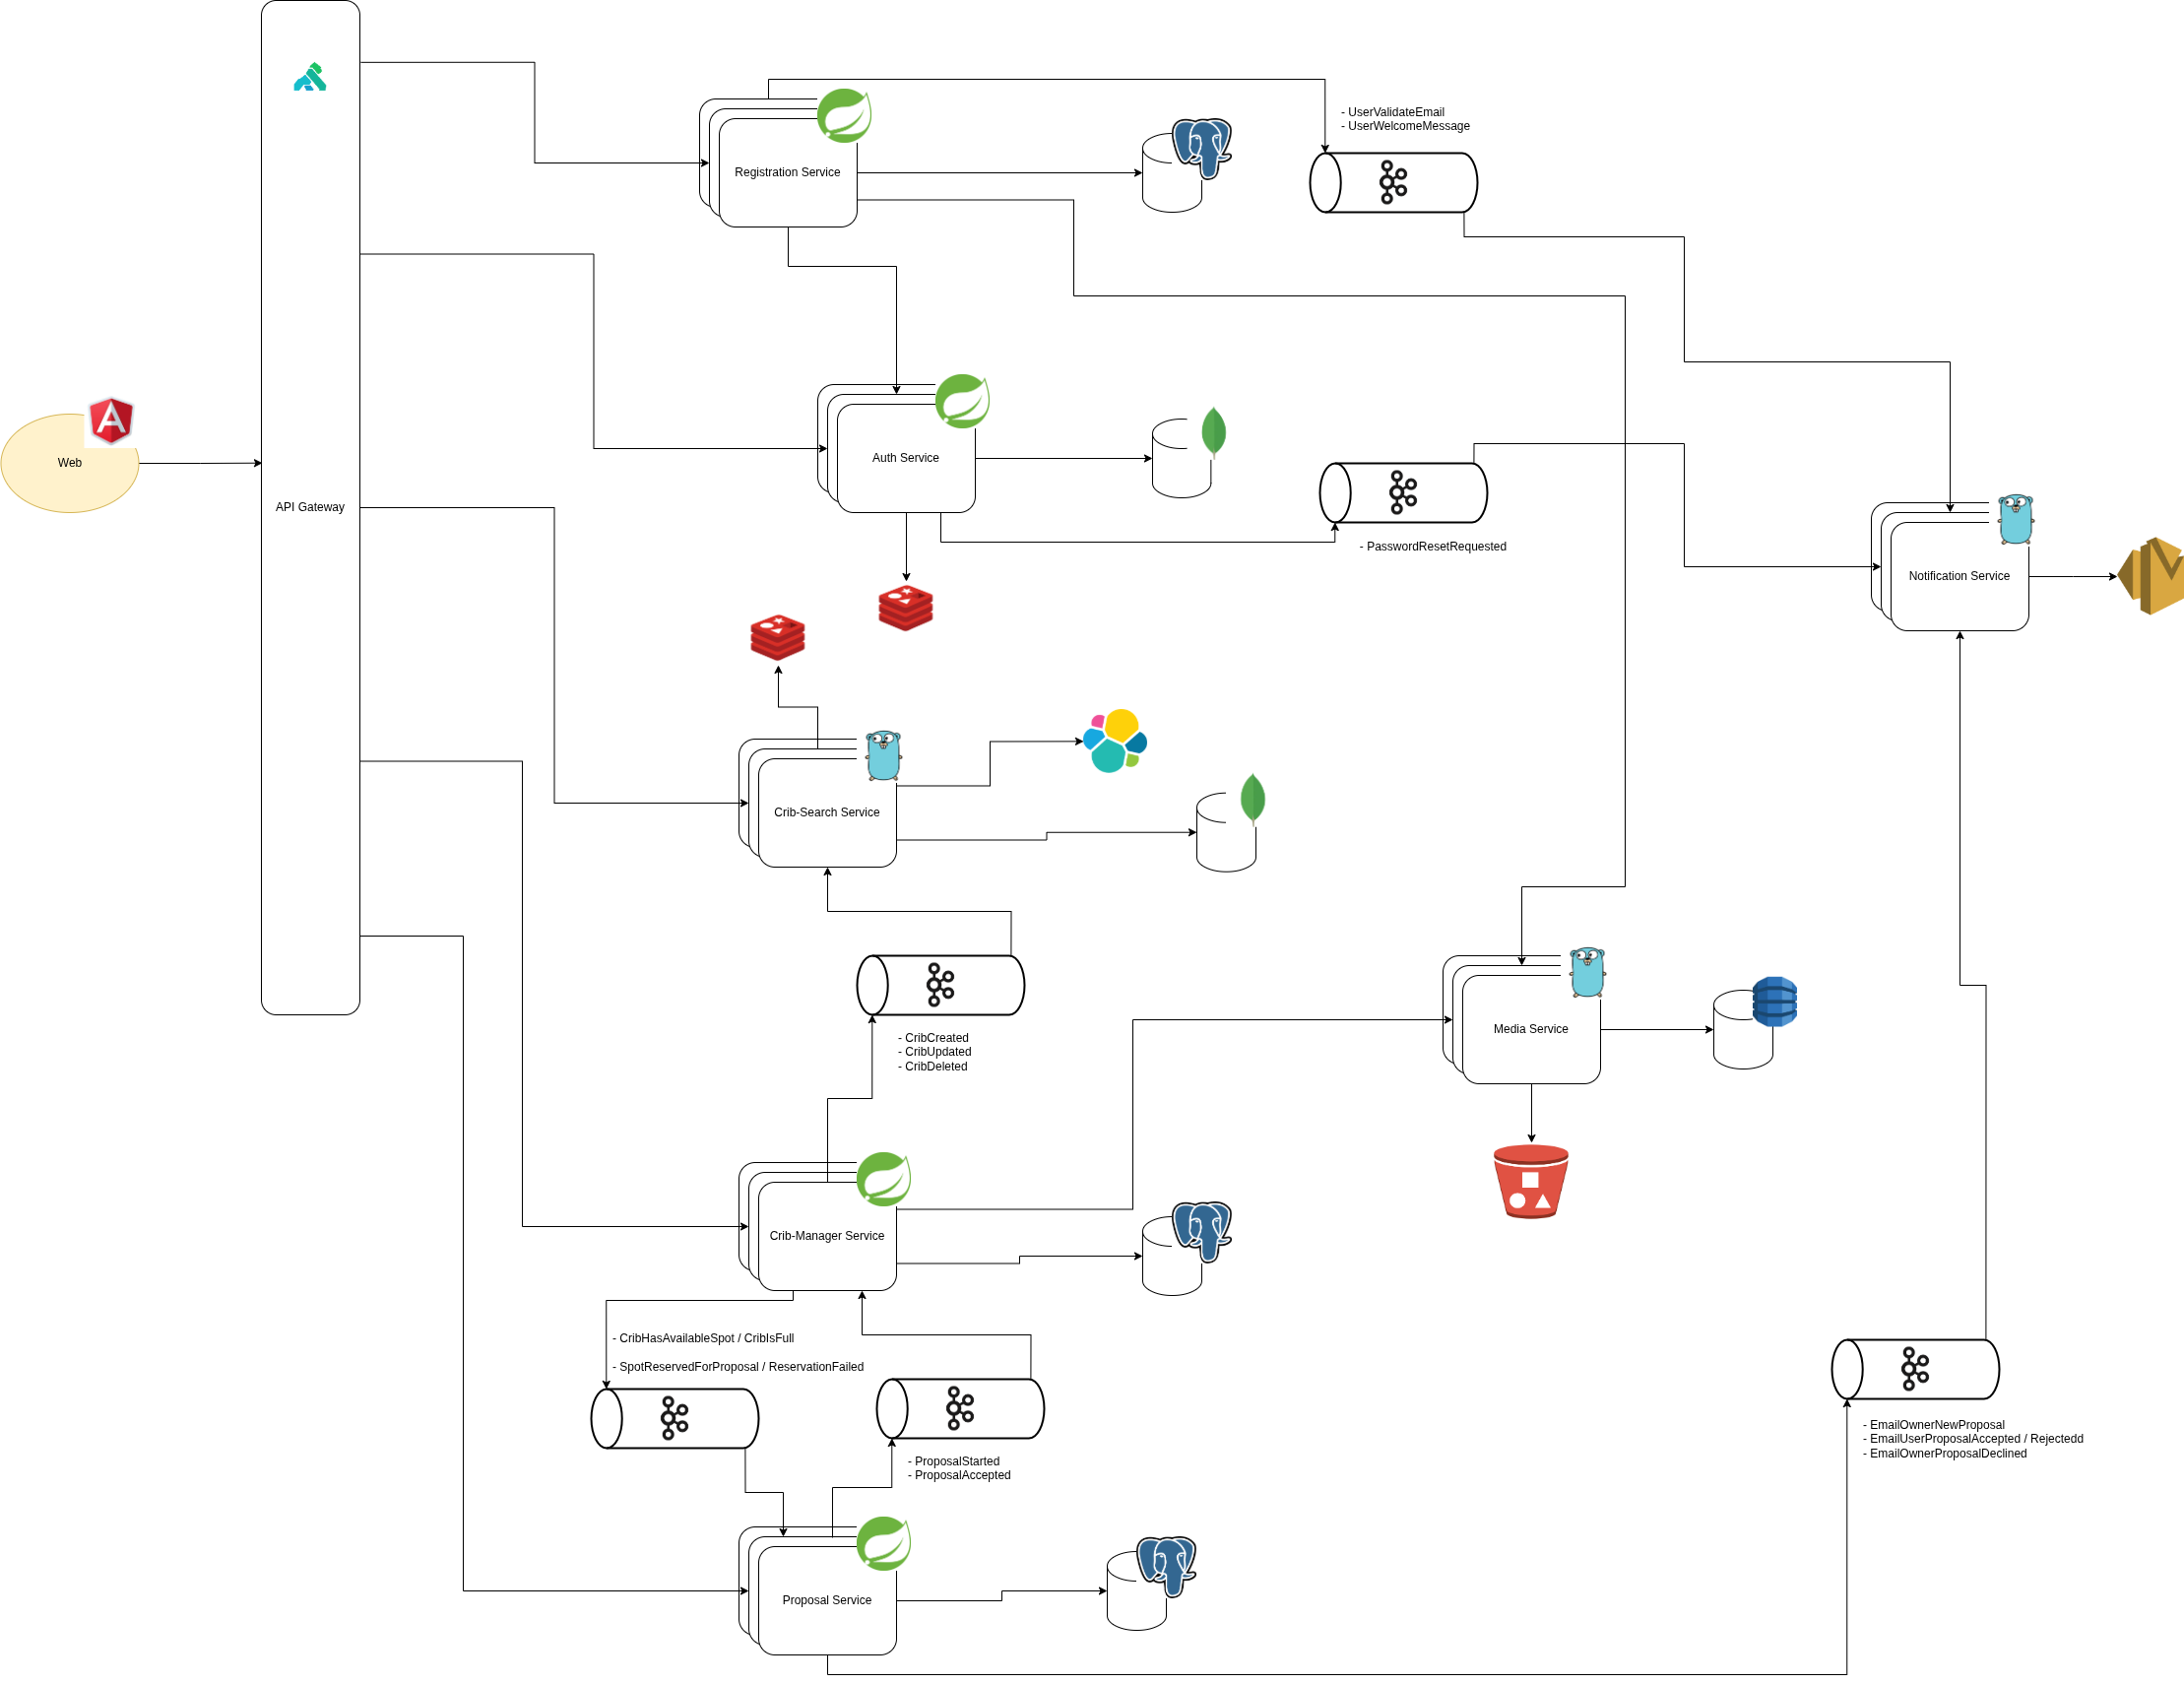 - UserValidateEmail
- UserWelcomeMessage
Registration Service
Web
Auth Service
API Gateway
- PasswordResetRequested
Notification Service
Crib-Search Service
Media Service
- CribCreated
- CribUpdated
- CribDeleted
Crib-Manager Service
- CribHasAvailableSpot / CribIsFull
- SpotReservedForProposal / ReservationFailed
- ProposalStarted
- ProposalAccepted
- EmailOwnerNewProposal
- EmailUserProposalAccepted / Rejectedd
- EmailOwnerProposalDeclined
Proposal Service